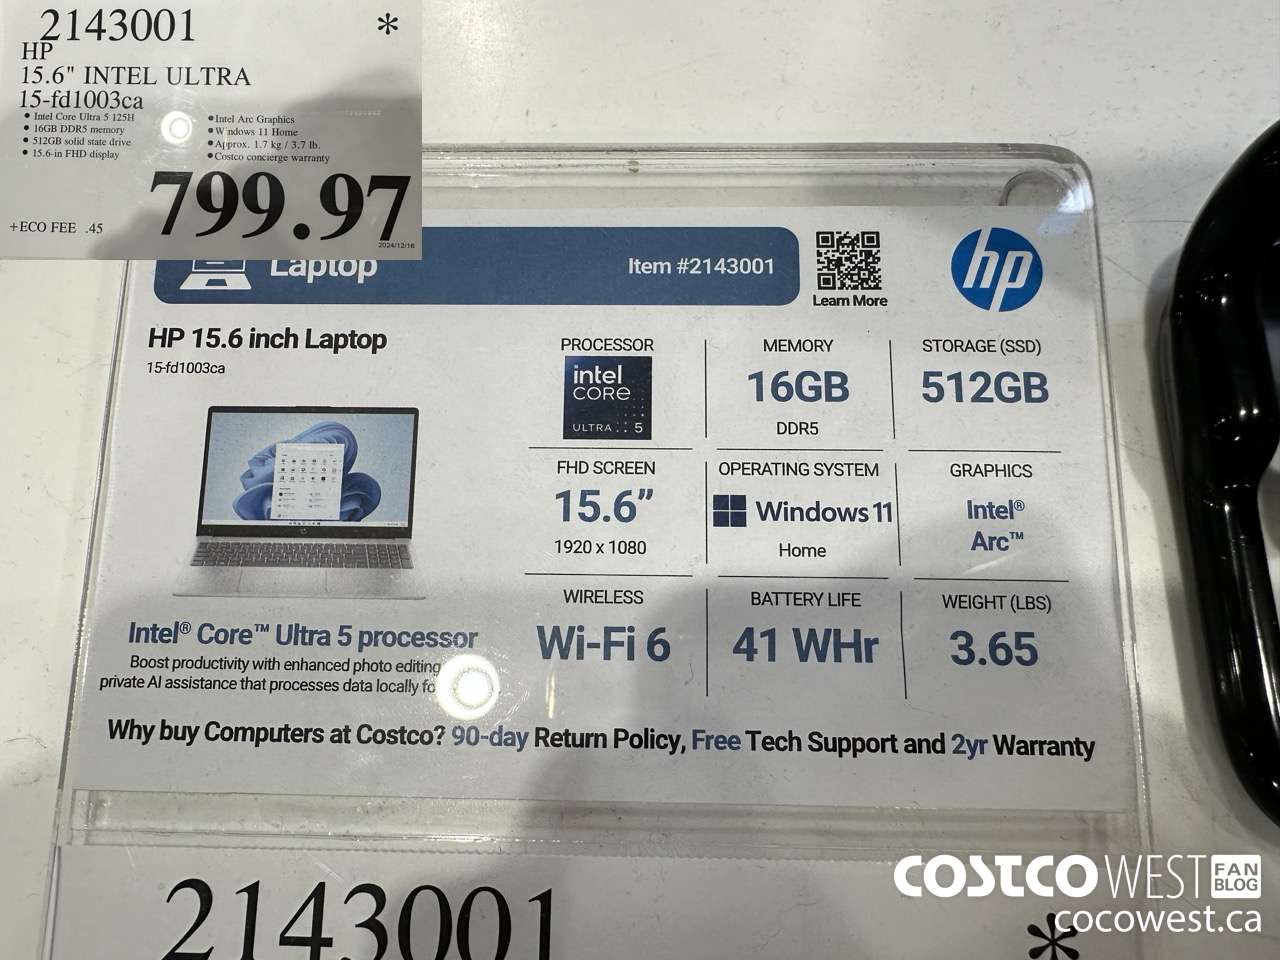 2143001 *
HP
15.6" INTEL ULTRA
15-fd1003ca
• Intel Core Ultra 5 125H
• 16GB DDR5 memory
• 512GB solid state drive
• 15.6-in FHD display
• Intel Arc Graphics
• Windows 11 Home
• Approx. 1.7 kg / 3.7 lb.
• Costco concierge warranty
799.97
+ECO FEE .45
2024/12/16
Laptop
Item #2143001
Learn More
hp
HP 15.6 inch Laptop
15-fd1003ca
PROCESSOR
intel
CORE
ULTRA 5
MEMORY
16GB
DDR5
STORAGE (SSD)
512GB
FHD SCREEN
15.6”
1920 x 1080
OPERATING SYSTEM
Windows 11
Home
GRAPHICS
Intel®
Arc™
WIRELESS
Wi-Fi 6
BATTERY LIFE
41 WHr
WEIGHT (LBS)
3.65
Intel® Core™ Ultra 5 processor
Boost productivity with enhanced photo editing
private AI assistance that processes data locally
Why buy Computers at Costco? 90-day Return Policy, Free Tech Support and 2yr Warranty
2143001 *
COSTCO WEST FAN BLOG
cocowest.ca